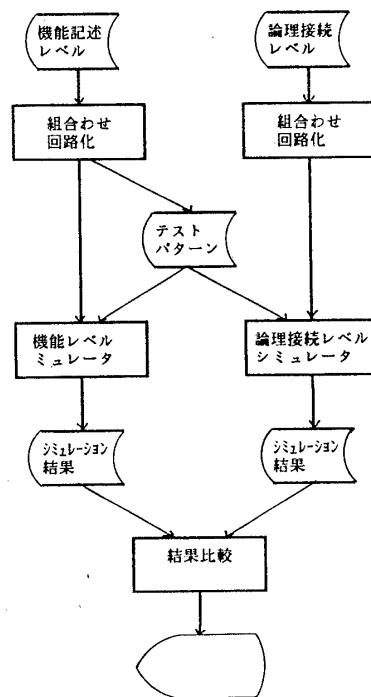 機能記述
レベル
論理接続
レベル
組合わせ
回路化
組合わせ
回路化
テスト
パターン
機能レベル
ミュレータ
論理接続レベル
シミュレータ
シミュレーション
結果
シミュレーション
結果
結果比較